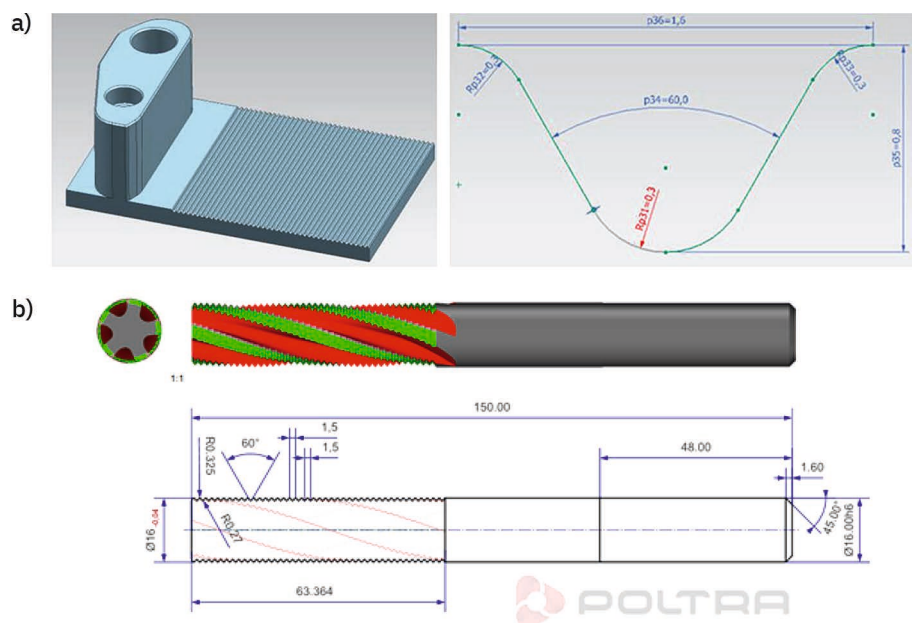 a)
p36=1,6
Rp32=0,3
Rp33=0,3
p34=60,0
p35=0,8
Rp31=0,3
b)
1:1
150.00
1,5
60°
1,5
48.00
1.60
R0.325
R0.27
Ø16 -0.04
45.00°
Ø16.00h6
63.364
POLTRA